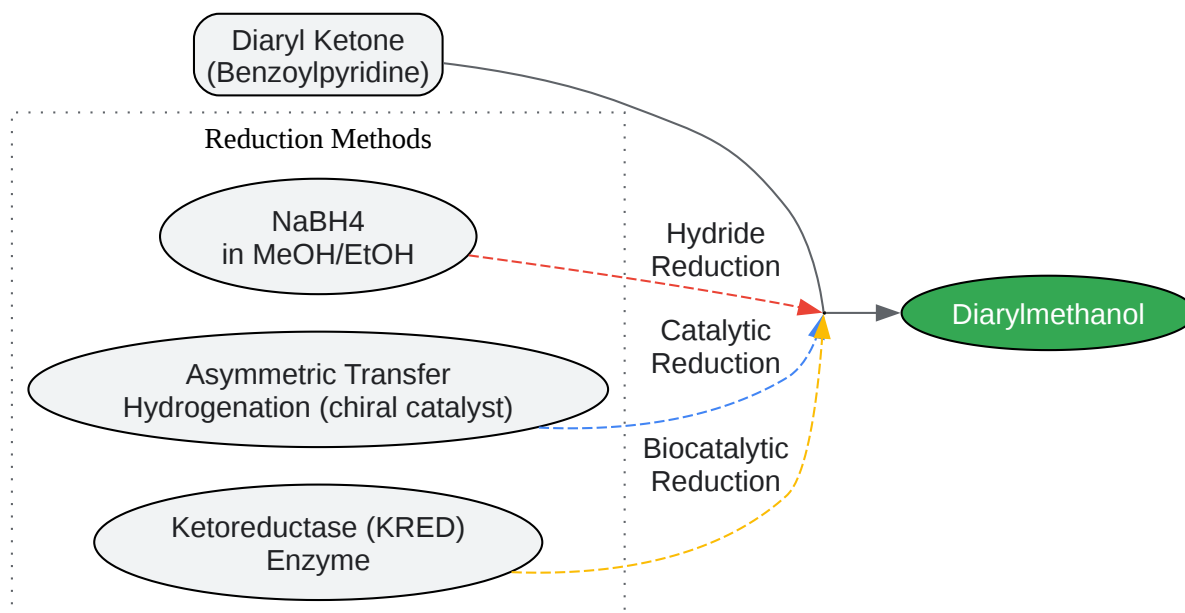 Diaryl Ketone
(Benzoylpyridine)
Reduction Methods
NaBH4
in MeOH/EtOH
Hydride
Reduction
Diarylmethanol
Catalytic
Reduction
Asymmetric Transfer
Hydrogenation (chiral catalyst)
Biocatalytic
Reduction
Ketoreductase (KRED)
Enzyme